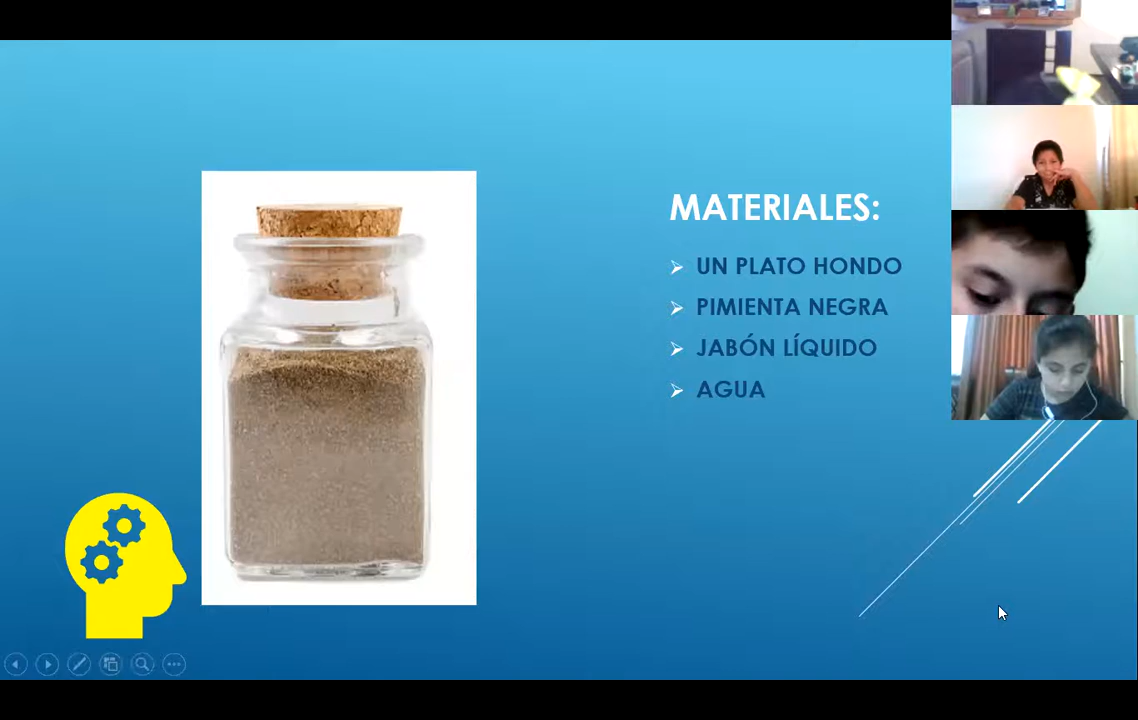 MATERIALES:
UN PLATO HONDO
PIMIENTA NEGRA
JABÓN LÍQUIDO
AGUA